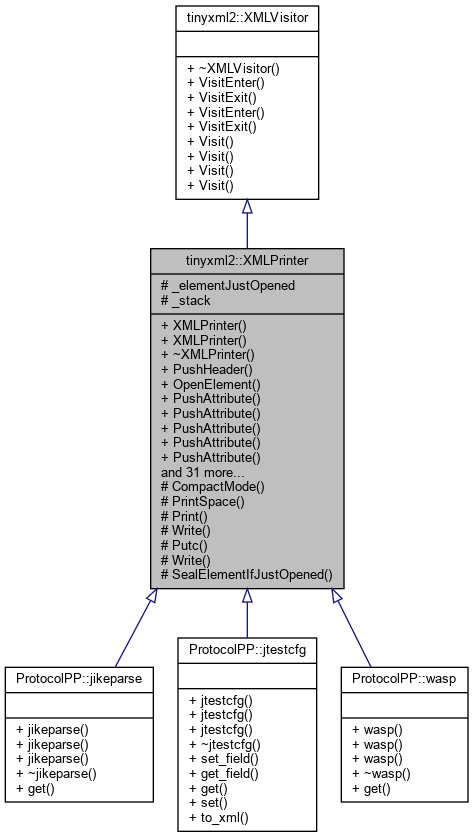 tinyxml2::XMLVisitor
+ ~XMLVisitor()
+ VisitEnter()
+ VisitExit()
+ VisitEnter()
+ VisitExit()
+ Visit()
+ Visit()
+ Visit()
+ Visit()
tinyxml2::XMLPrinter
# _elementJustOpened
# _stack
+ XMLPrinter()
+ XMLPrinter()
+ ~XMLPrinter()
+ PushHeader()
+ OpenElement()
+ PushAttribute()
+ PushAttribute()
+ PushAttribute()
+ PushAttribute()
+ PushAttribute()
and 31 more...
# CompactMode()
# PrintSpace()
# Print()
# Write()
# Putc()
# Write()
# SealElementIfJustOpened()
ProtocolPP::jikeparse
+ jikeparse()
+ jikeparse()
+ jikeparse()
+ ~jikeparse()
+ get()
ProtocolPP::jtestcfg
+ jtestcfg()
+ jtestcfg()
+ jtestcfg()
+ ~jtestcfg()
+ set_field()
+ get_field()
+ get()
+ set()
+ to_xml()
ProtocolPP::wasp
+ wasp()
+ wasp()
+ wasp()
+ ~wasp()
+ get()